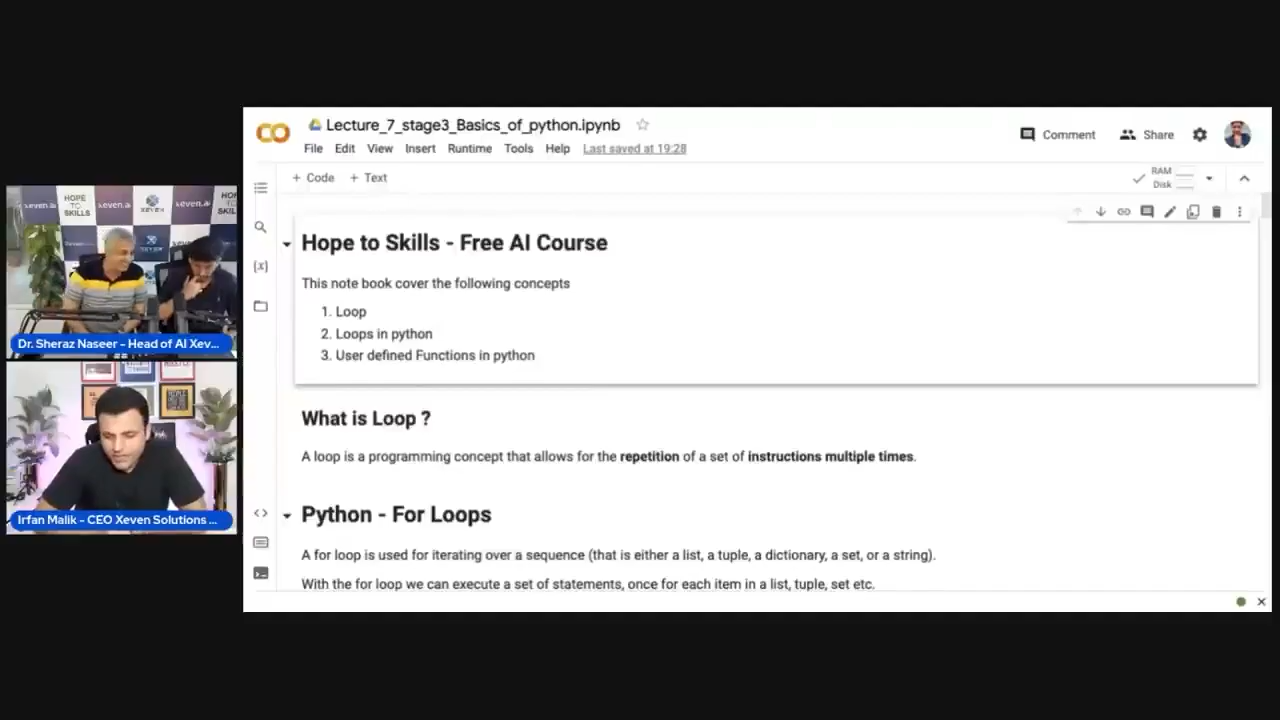 Lecture_7_stage3_Basics_of_python.ipynb
File Edit View Insert Runtime Tools Help Last saved at 19:28
Comment Share
+ Code + Text
RAM
Disk
Hope to Skills - Free AI Course
This note book cover the following concepts
1. Loop
2. Loops in python
3. User defined Functions in python
What is Loop ?
A loop is a programming concept that allows for the repetition of a set of instructions multiple times.
Python - For Loops
A for loop is used for iterating over a sequence (that is either a list, a tuple, a dictionary, a set, or a string).
With the for loop we can execute a set of statements, once for each item in a list, tuple, set etc.
HOPE
TO
SKILLS
xeven.ai
XEVEN
Dr. Sheraz Naseer - Head of AI Xev...
Irfan Malik - CEO Xeven Solutions ...